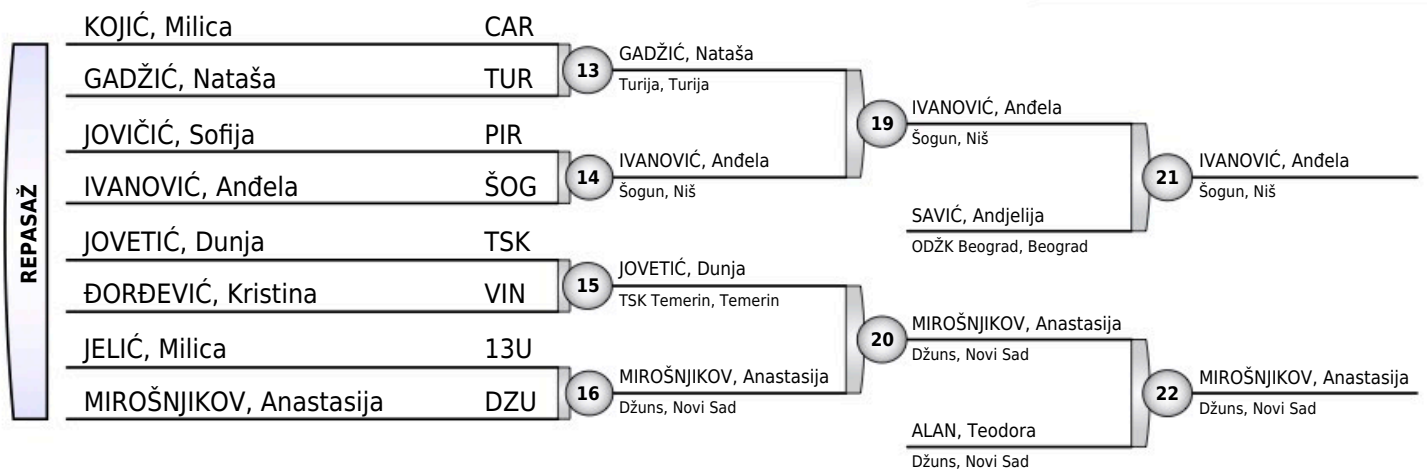 REPASAŽ
KOJIĆ, Milica CAR
GADŽIĆ, Nataša TUR
JOVIČIĆ, Sofija PIR
IVANOVIĆ, Anđela ŠOG
JOVETIĆ, Dunja TSK
ĐORĐEVIĆ, Kristina VIN
JELIĆ, Milica 13U
MIROŠNJIKOV, Anastasija DZU
13
GADŽIĆ, Nataša
Turija, Turija
14
IVANOVIĆ, Anđela
Šogun, Niš
15
JOVETIĆ, Dunja
TSK Temerin, Temerin
16
MIROŠNJIKOV, Anastasija
Džuns, Novi Sad
19
IVANOVIĆ, Anđela
Šogun, Niš
SAVIĆ, Andjelija
ODŽK Beograd, Beograd
20
MIROŠNJIKOV, Anastasija
Džuns, Novi Sad
ALAN, Teodora
Džuns, Novi Sad
21
IVANOVIĆ, Anđela
Šogun, Niš
22
MIROŠNJIKOV, Anastasija
Džuns, Novi Sad